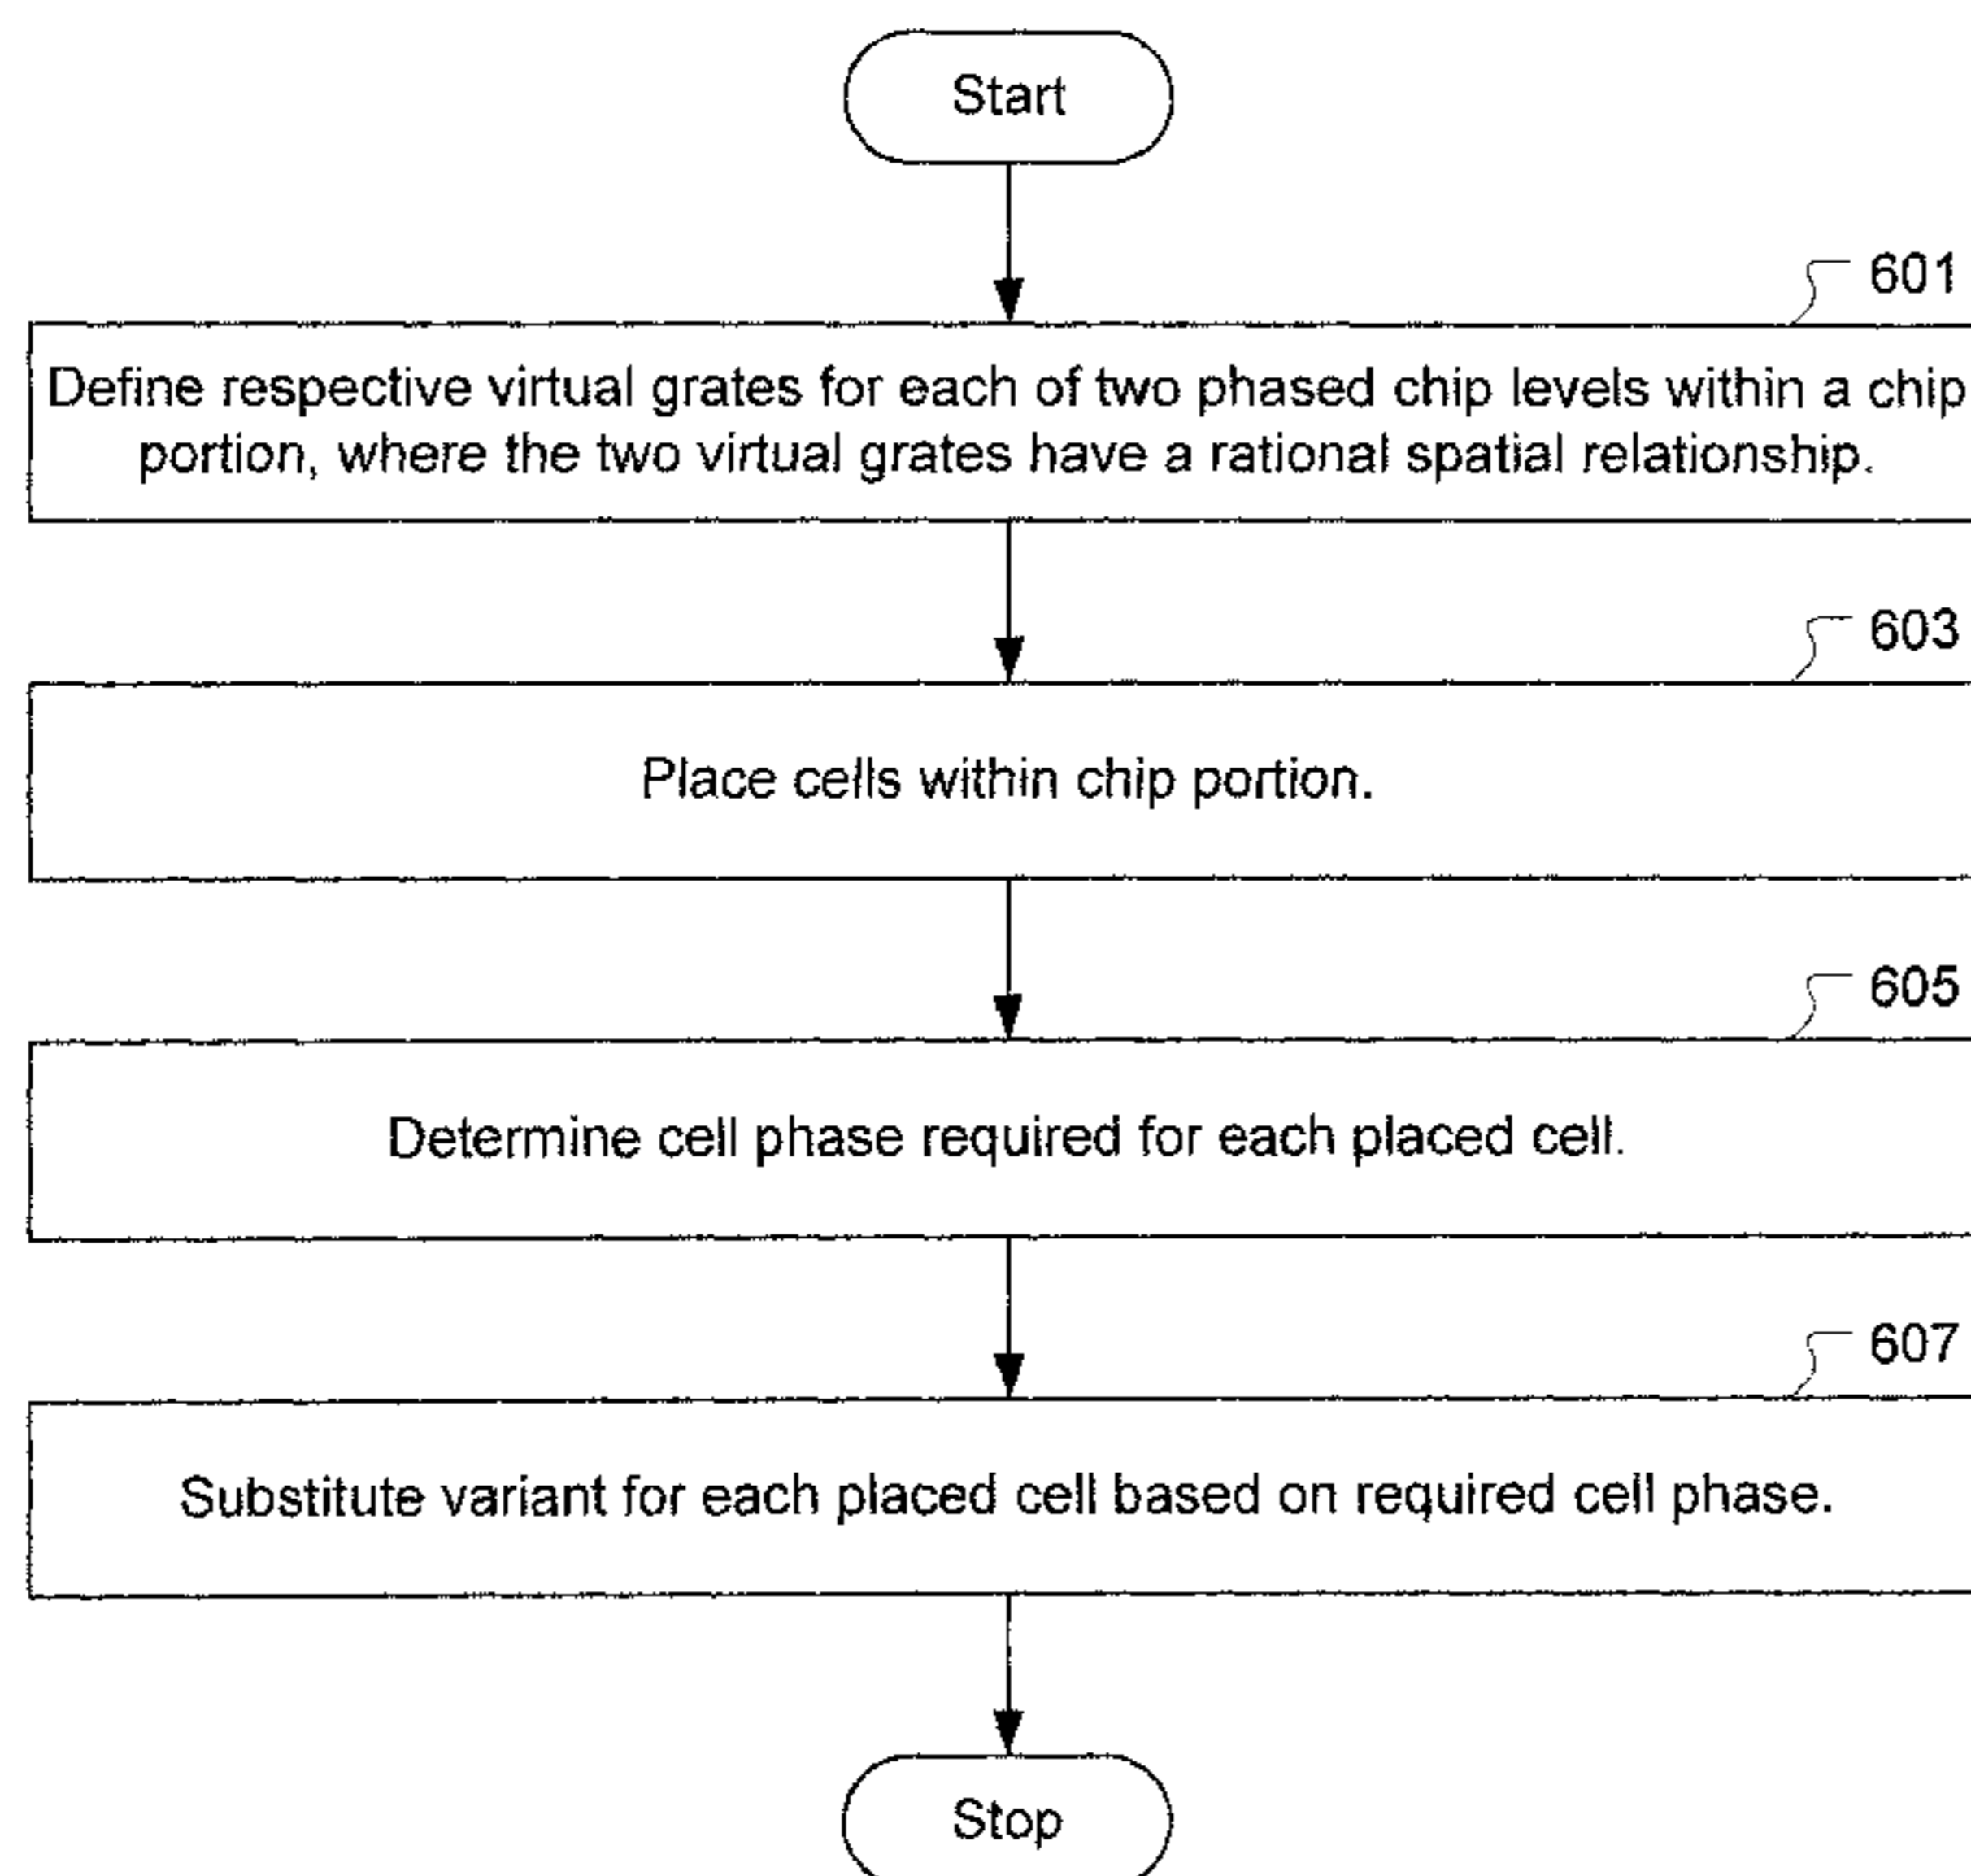 Start
601
Define respective virtual grates for each of two phased chip levels within a chip
portion, where the two virtual grates have a rational spatial relationship.
603
Place cells within chip portion.
605
Determine cell phase required for each placed cell.
607
Substitute variant for each placed cell based on required cell phase.
Stop